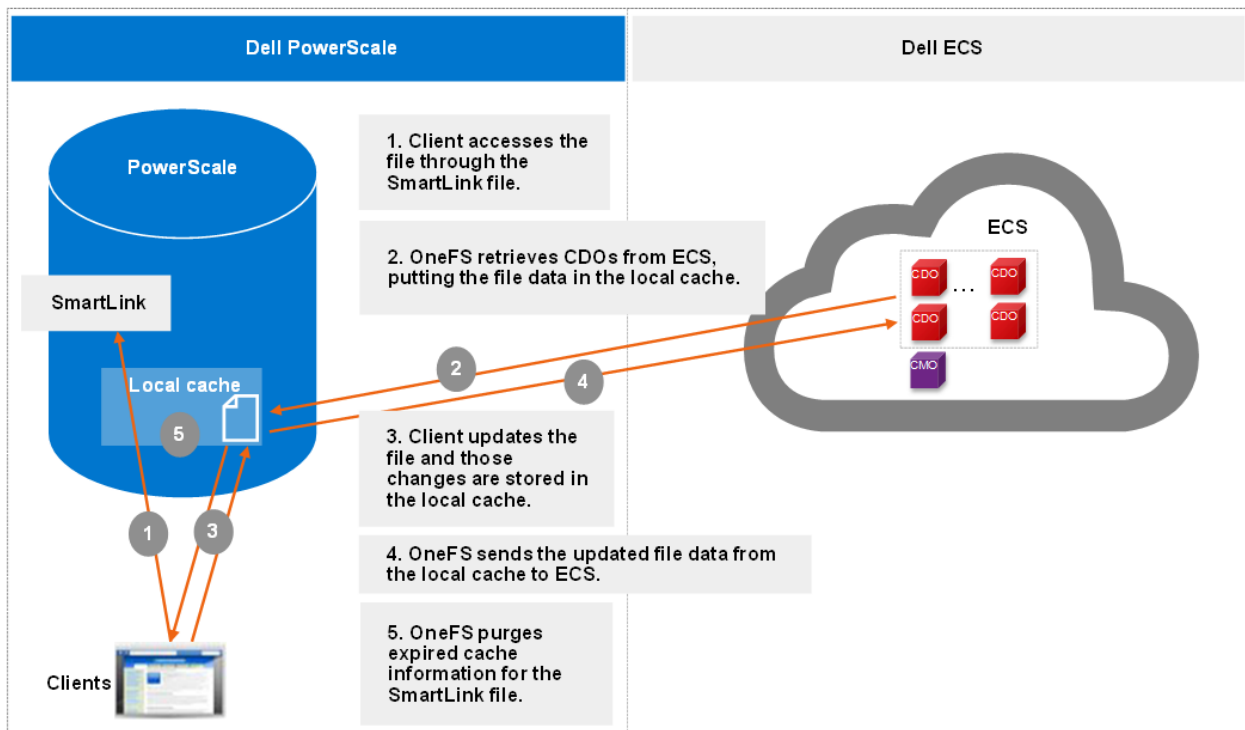 Dell PowerScale
Dell ECS
PowerScale
1. Client accesses the
file through the
SmartLink file.
ECS
2. OneFS retrieves CDOs from ECS,
putting the file data in the local cache.
CDO
...
CDO
SmartLink
CDO
CDO
2
4
CMO
Local cache
5
3. Client updates the
file and those
changes are stored in
the local cache.
1
3
4. OneFS sends the updated file data from
the local cache to ECS.
5. OneFS purges
expired cache
information for the
SmartLink file.
Clients